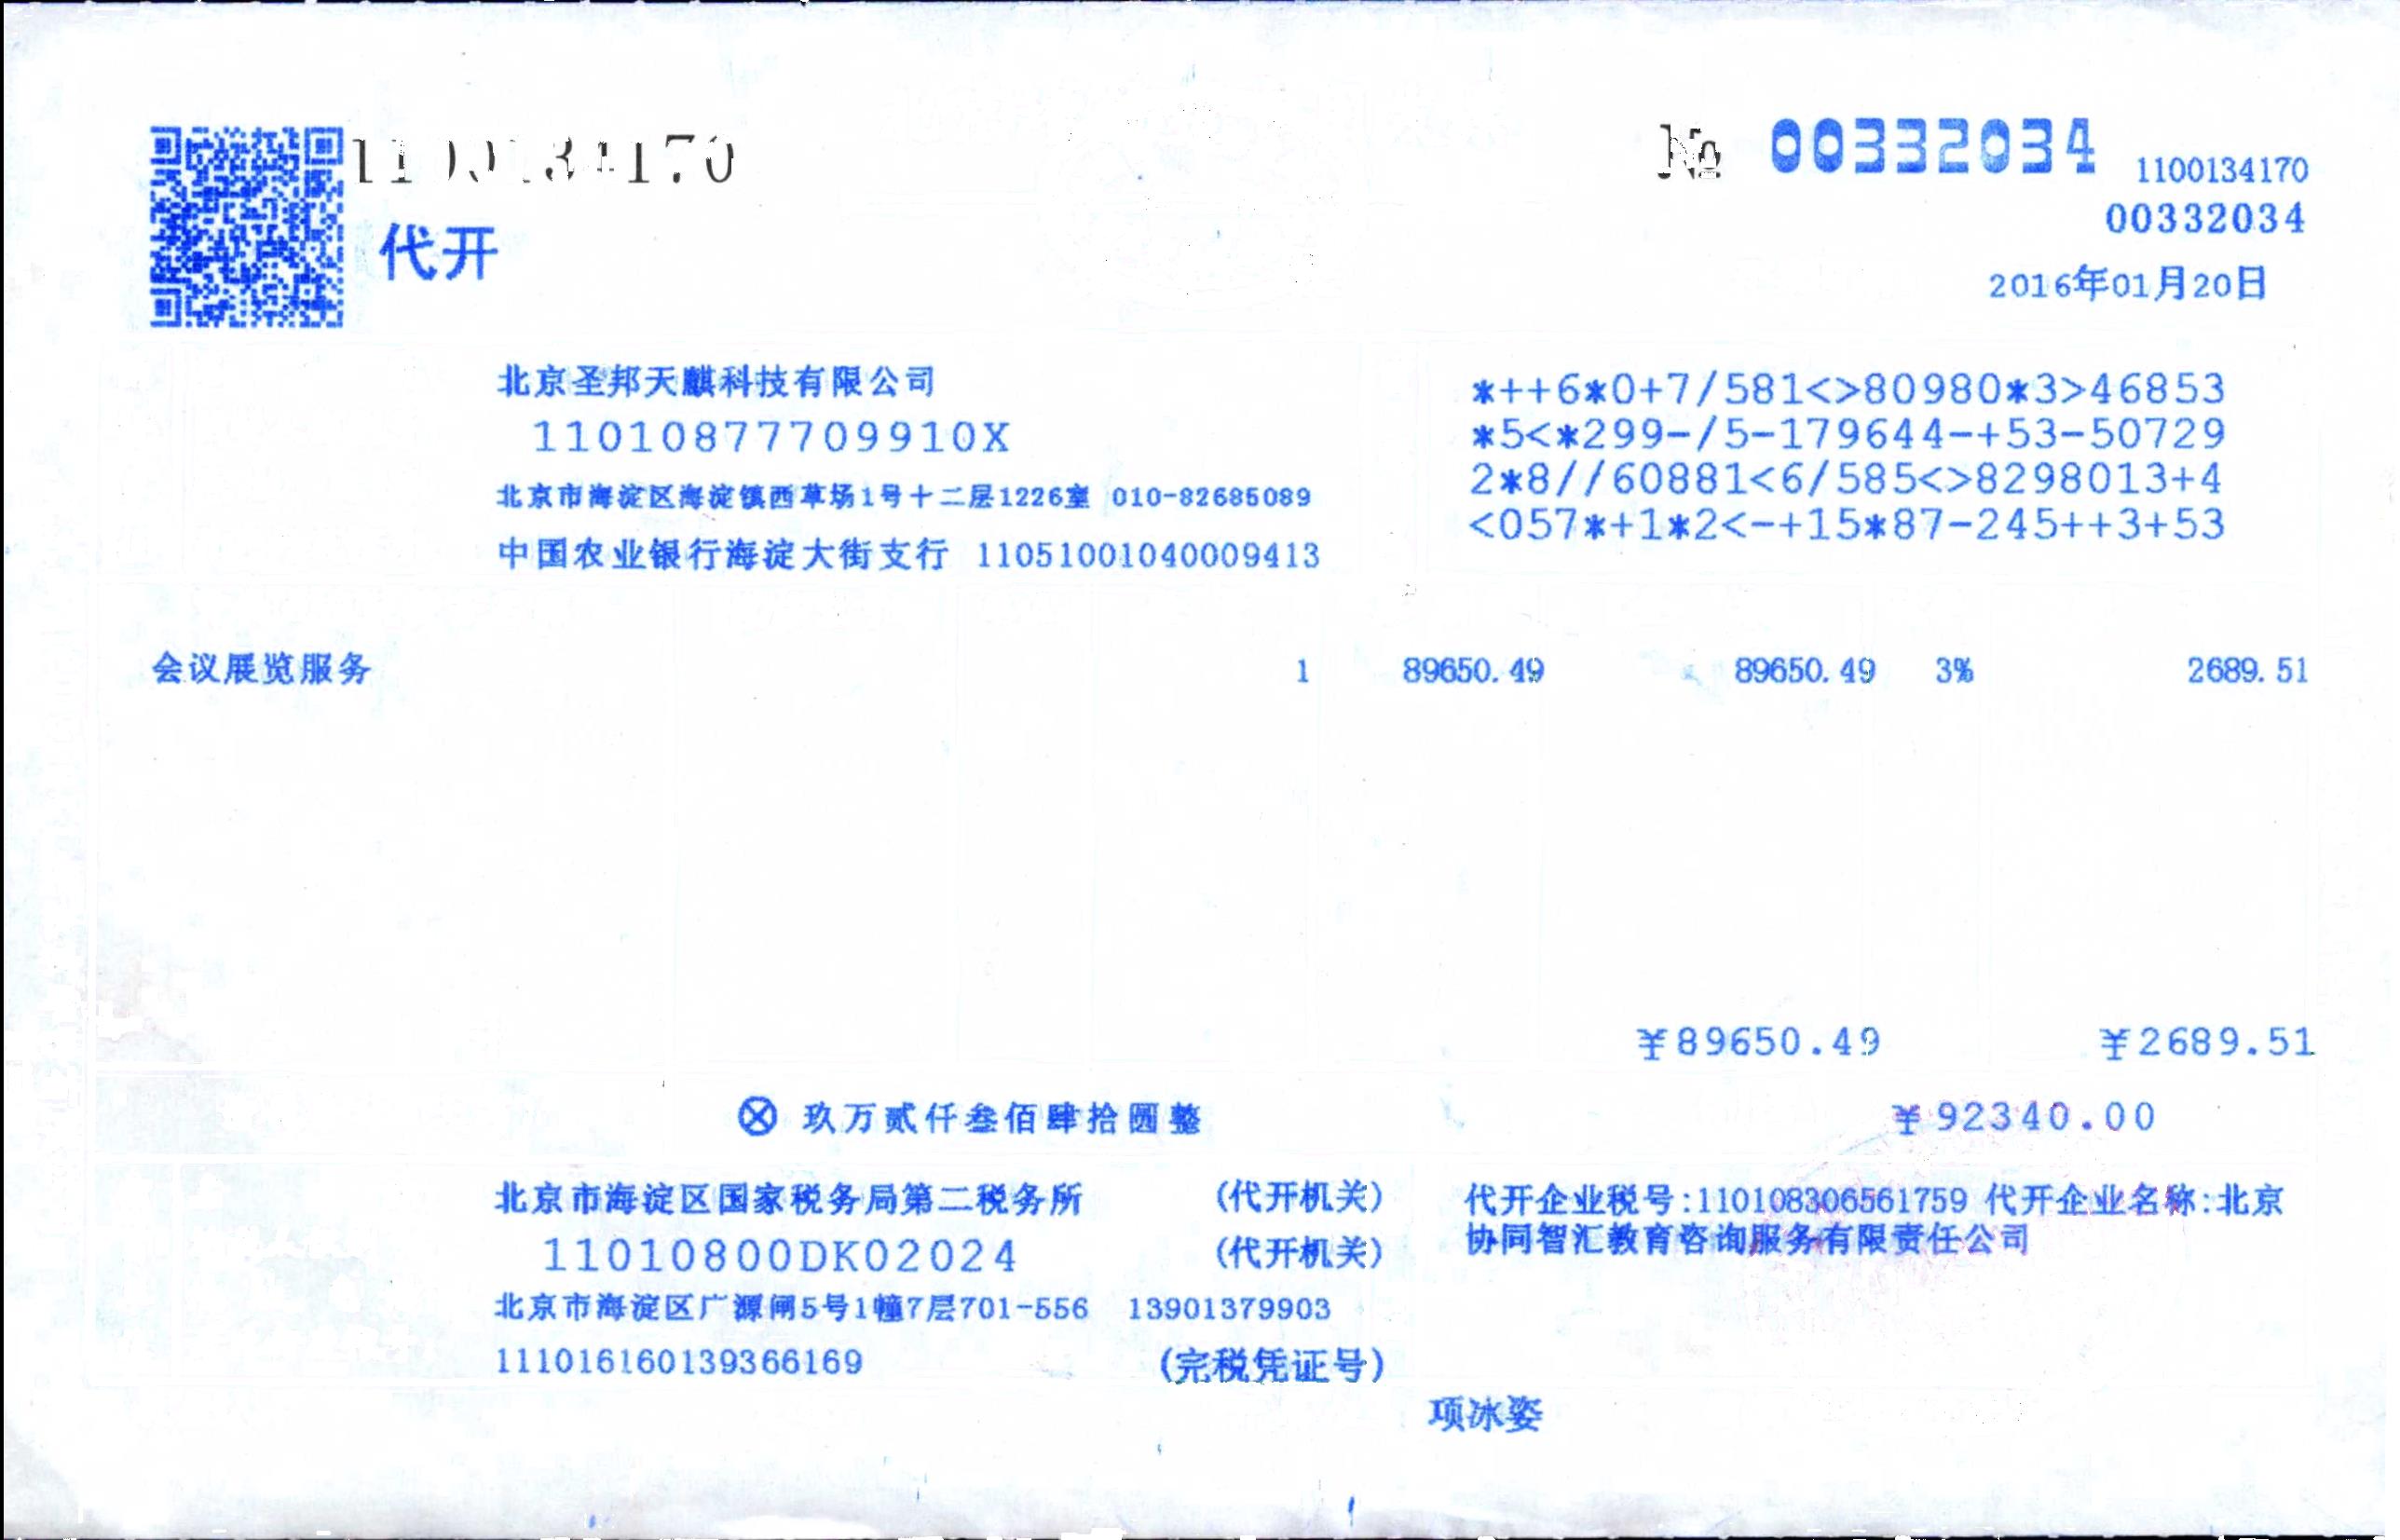 1100134170
№ 00332034
1100134170
00332034
代开
2016年01月20日
北京圣邦天麒科技有限公司
11010877709910X
北京市海淀区海淀镇西草场1号十二层1226室 010-82685089
中国农业银行海淀大街支行 11051001040009413
*++6*0+7/581<>80980*3>46853
*5<*299-/5-179644-+53-50729
2*8//60881<6/585<>8298013+4
<057*+1*2<-+15*87-245++3+53
会议展览服务 1 89650.49 89650.49 3% 2689.51
¥89650.49 ¥2689.51
ⓧ 玖万贰仟叁佰肆拾圆整 ¥92340.00
北京市海淀区国家税务局第二税务所 (代开机关)
11010800DK02024 (代开机关)
北京市海淀区广源闸5号1幢7层701-556 13901379903
111016160139366169 (完税凭证号)
代开企业税号:110108306561759 代开企业名称:北京
协同智汇教育咨询服务有限责任公司
项冰姿